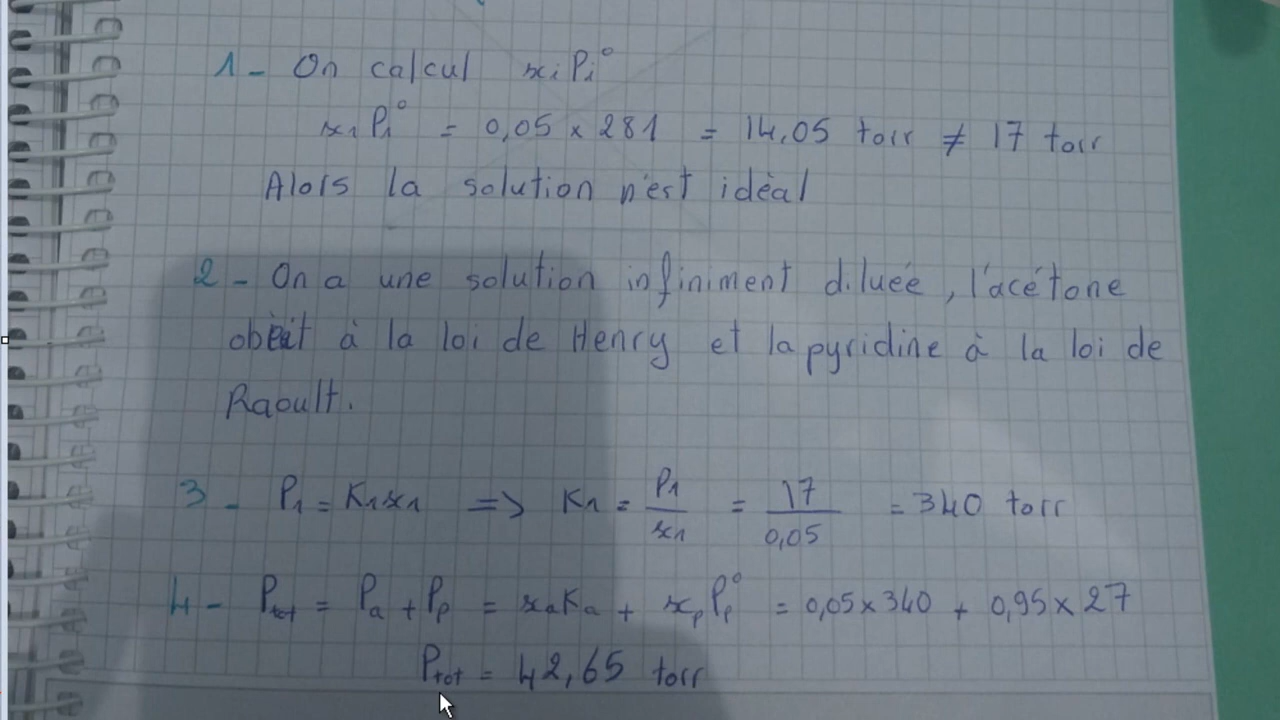 1 - On calcul xᵢPᵢ°
x₁P₁° = 0,05 × 281 = 14,05 torr ≠ 17 torr
Alors la solution n'est idéal
2 - On a une solution infiniment diluée, l'acétone
obéit à la loi de Henry et la pyridine à la loi de
Raoult.
3 - P₁ = K₁x₁ => K₁ = P₁/x₁ = 17/0,05 = 340 torr
4 - Ptot = Pa + Pp = xaKa + xpPp° = 0,05×340 + 0,95×27
Ptot = 42,65 torr